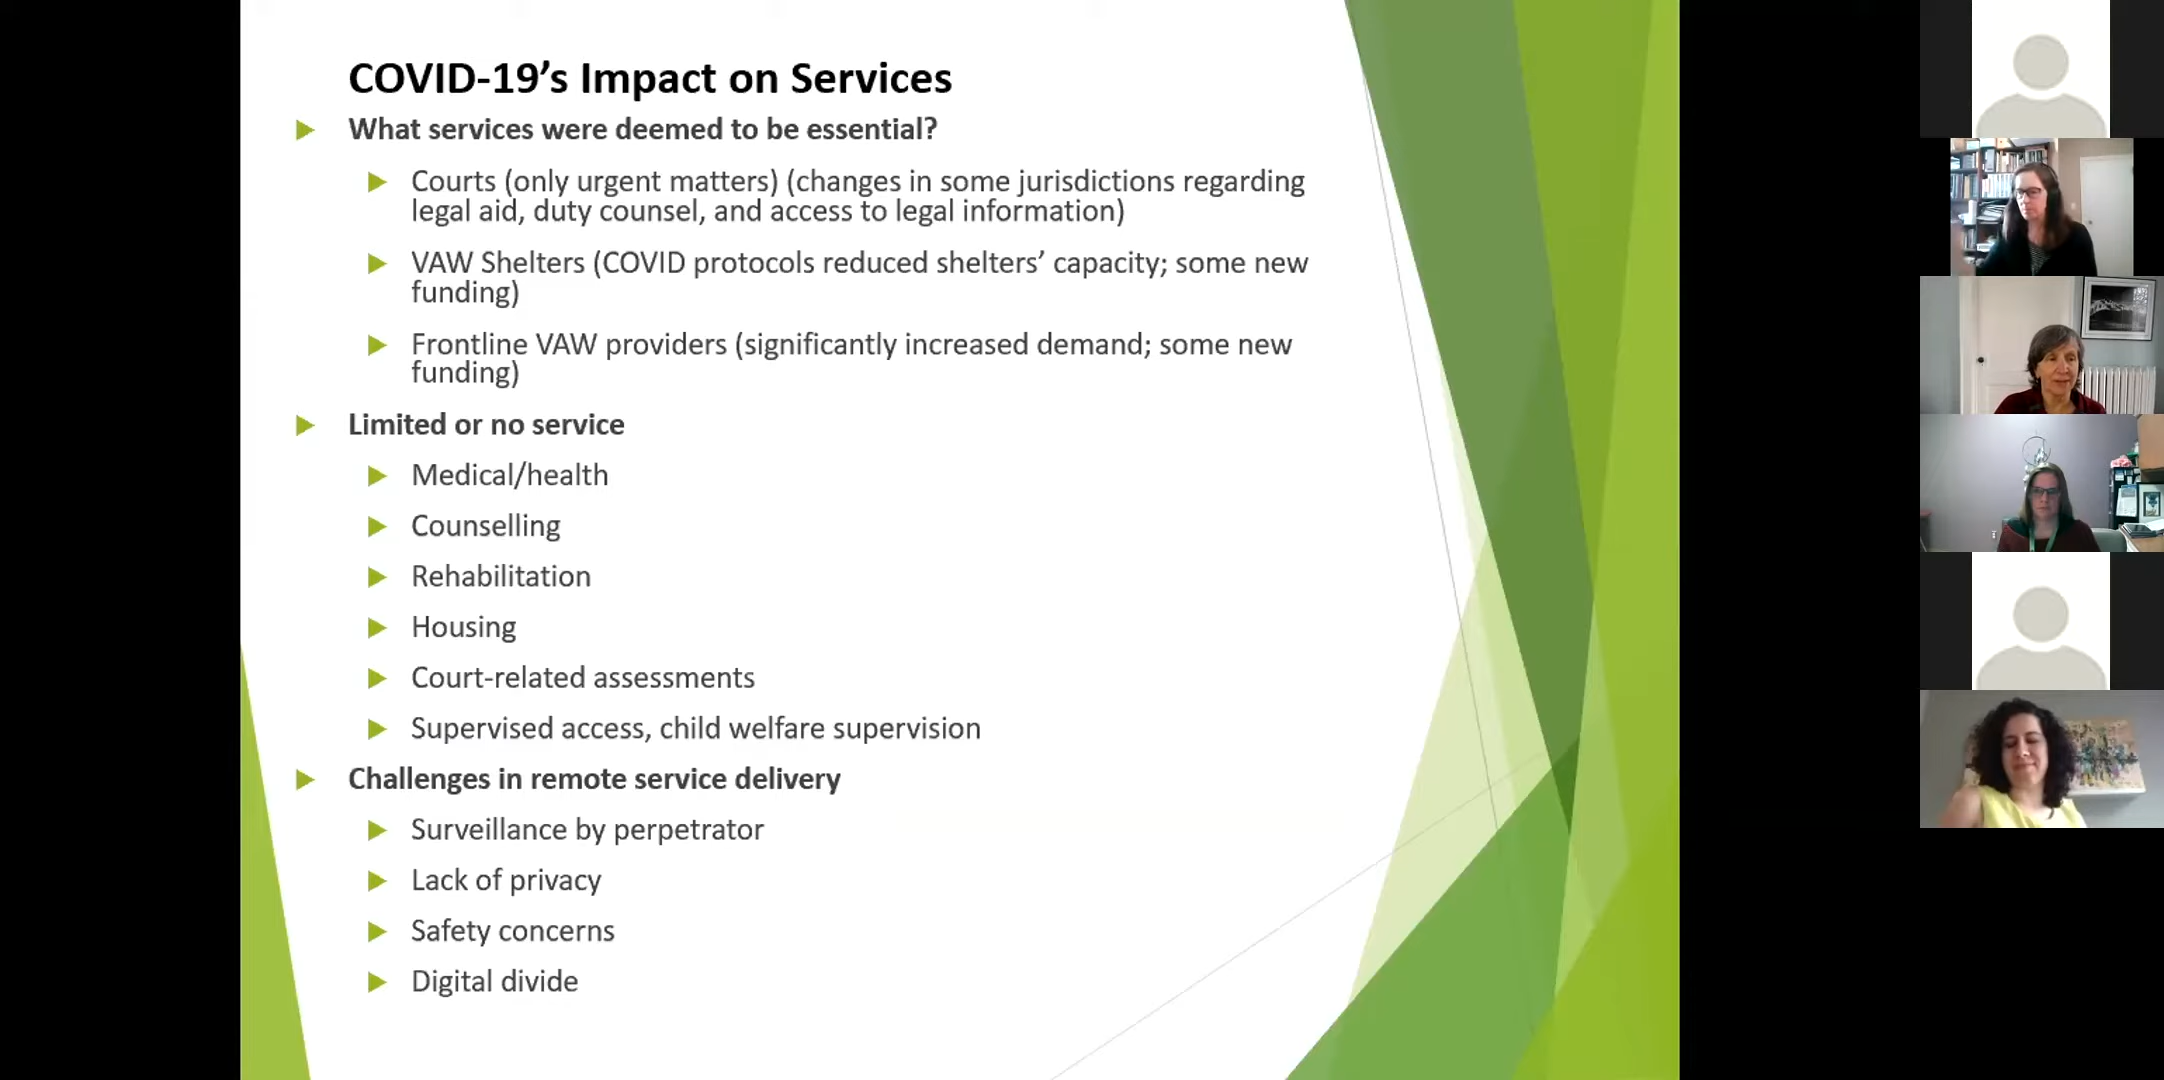 COVID-19’s Impact on Services
What services were deemed to be essential?
Courts (only urgent matters) (changes in some jurisdictions regarding
legal aid, duty counsel, and access to legal information)
VAW Shelters (COVID protocols reduced shelters’ capacity; some new
funding)
Frontline VAW providers (significantly increased demand; some new
funding)
Limited or no service
Medical/health
Counselling
Rehabilitation
Housing
Court-related assessments
Supervised access, child welfare supervision
Challenges in remote service delivery
Surveillance by perpetrator
Lack of privacy
Safety concerns
Digital divide